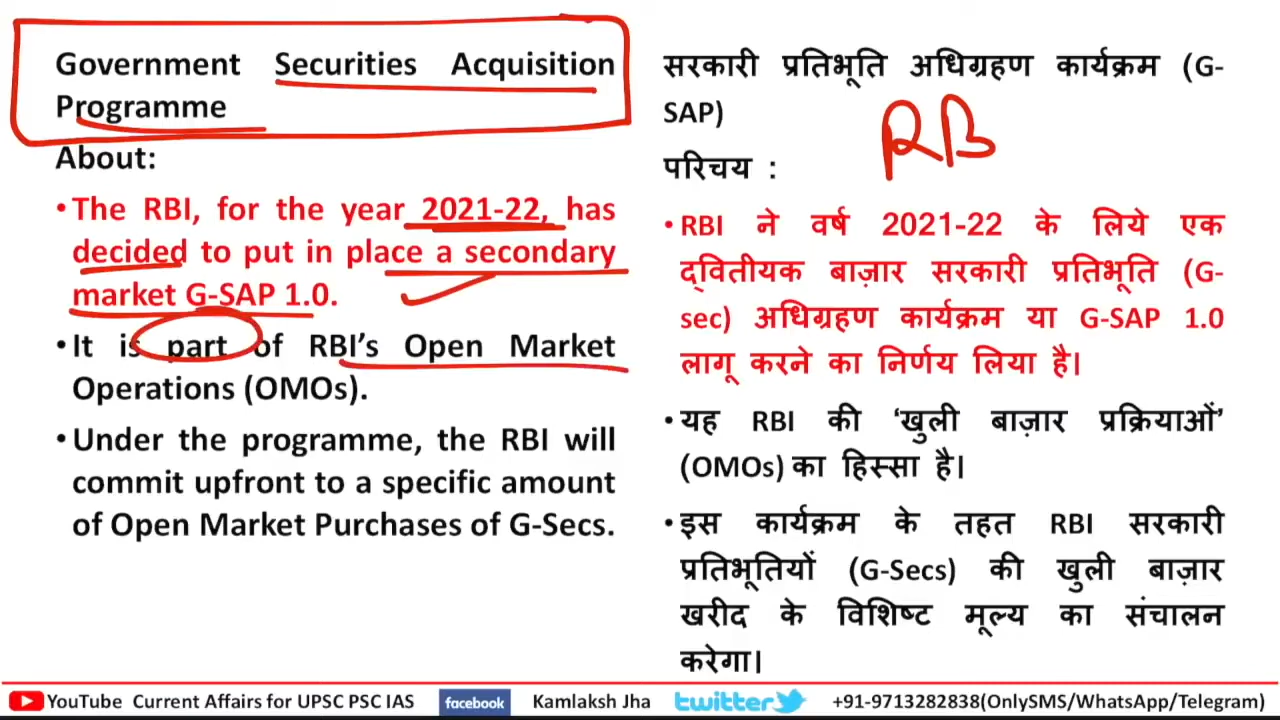 Government Securities Acquisition
Programme
About:
•The RBI, for the year 2021-22, has
decided to put in place a secondary
market G-SAP 1.0.
•It is part of RBI's Open Market
Operations (OMOs).
•Under the programme, the RBI will
commit upfront to a specific amount
of Open Market Purchases of G-Secs.
सरकारी प्रतिभूति अधिग्रहण कार्यक्रम (G-
SAP)
RB
परिचय :
•RBI ने वर्ष 2021-22 के लिये एक
द्वितीयक बाज़ार सरकारी प्रतिभूति (G-
sec) अधिग्रहण कार्यक्रम या G-SAP 1.0
लागू करने का निर्णय लिया है।
•यह RBI की ‘खुली बाज़ार प्रक्रियाओं’
(OMOs) का हिस्सा है।
•इस कार्यक्रम के तहत RBI सरकारी
प्रतिभूतियों (G-Secs) की खुली बाज़ार
खरीद के विशिष्ट मूल्य का संचालन
करेगा।
YouTube Current Affairs for UPSC PSC IAS facebook Kamlaksh Jha twitter +91-9713282838(OnlySMS/WhatsApp/Telegram)